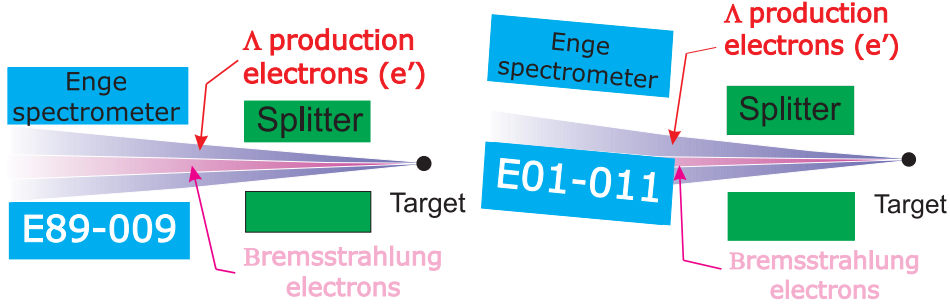 Λ production
electrons (e’)
Enge
spectrometer
Splitter
E89-009
Target
Bremsstrahlung
electrons
Λ production
electrons (e’)
Enge
spectrometer
Splitter
E01-011
Target
Bremsstrahlung
electrons